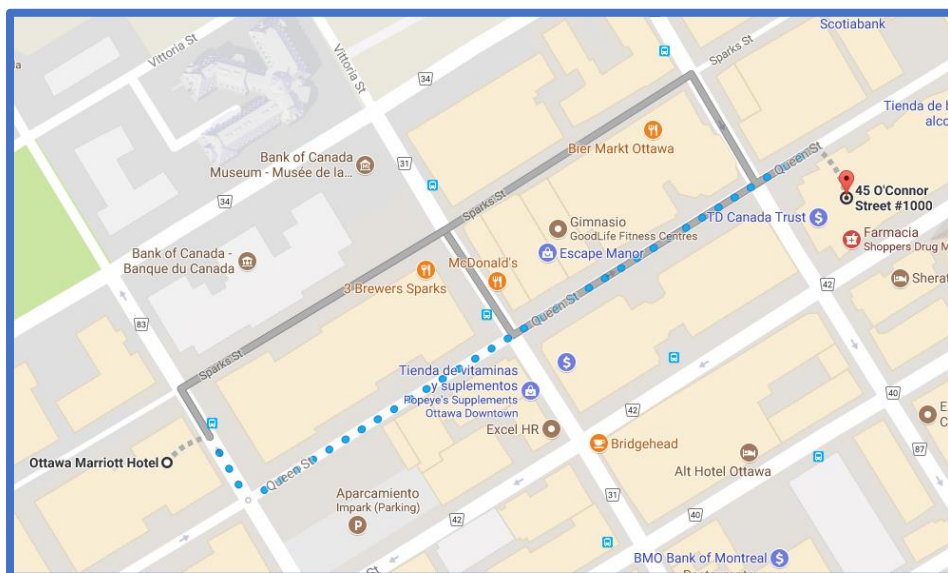 Scotiabank
Vittoria St
Vittoria St
Sparks St
a
34
Tienda de b
alco
Bank of Canada
Museum - Musée de la...
31
Bier Markt Ottawa
Queen St
45 O'Connor
Street #1000
34
Sparks St
Gimnasio
GoodLife Fitness Centres
TD Canada Trust
Farmacia
Shoppers Drug M
Bank of Canada -
Banque du Canada
McDonald's
Escape Manor
3 Brewers Sparks
Sherat
42
83
Queen St
Sparks St
Tienda de vitaminas
y suplementos
Popeye's Supplements
Ottawa Downtown
40
42
Excel HR
Bridgehead
E
C
Ottawa Marriott Hotel
Queen St
Alt Hotel Ottawa
87
Aparcamiento
Impark (Parking)
31
42
40
BMO Bank of Montreal